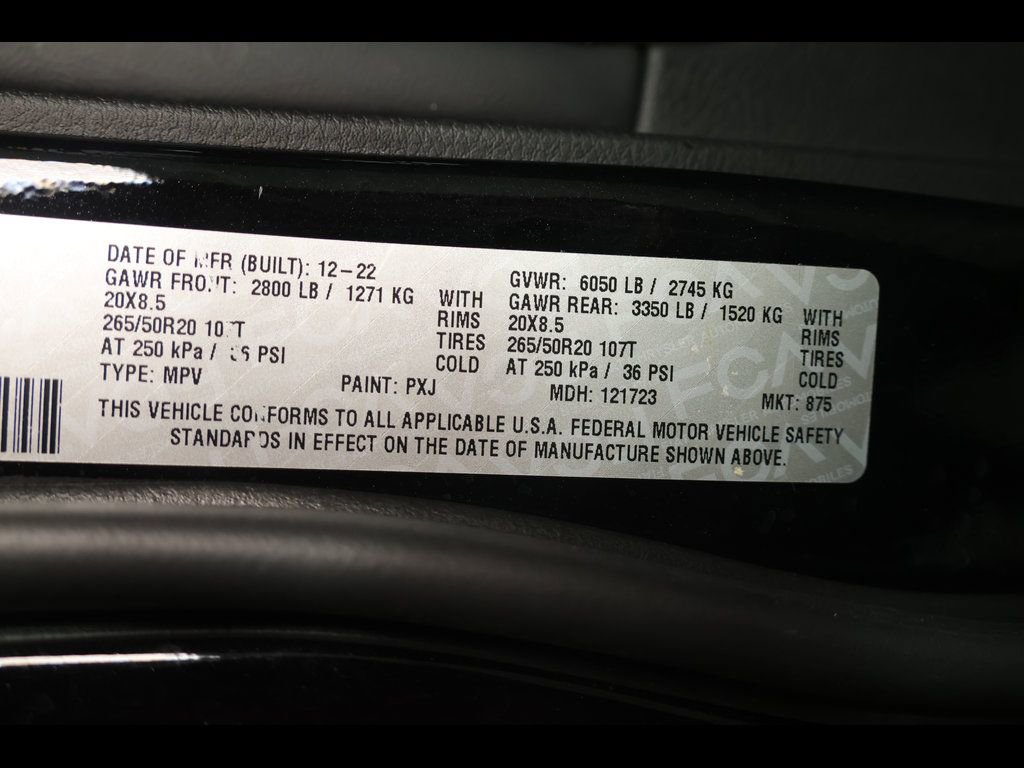 DATE OF MFR (BUILT): 12-22
GVWR: 6050 LB / 2745 KG
GAWR FRONT: 2800 LB / 1271 KG WITH
GAWR REAR: 3350 LB / 1520 KG WITH
20X8.5 RIMS
20X8.5 RIMS
265/50R20 107T TIRES
265/50R20 107T TIRES
AT 250 kPa / 36 PSI COLD
AT 250 kPa / 36 PSI COLD
TYPE: MPV PAINT: PXJ MDH: 121723 MKT: 875
THIS VEHICLE CONFORMS TO ALL APPLICABLE U.S.A. FEDERAL MOTOR VEHICLE SAFETY
STANDARDS IN EFFECT ON THE DATE OF MANUFACTURE SHOWN ABOVE.